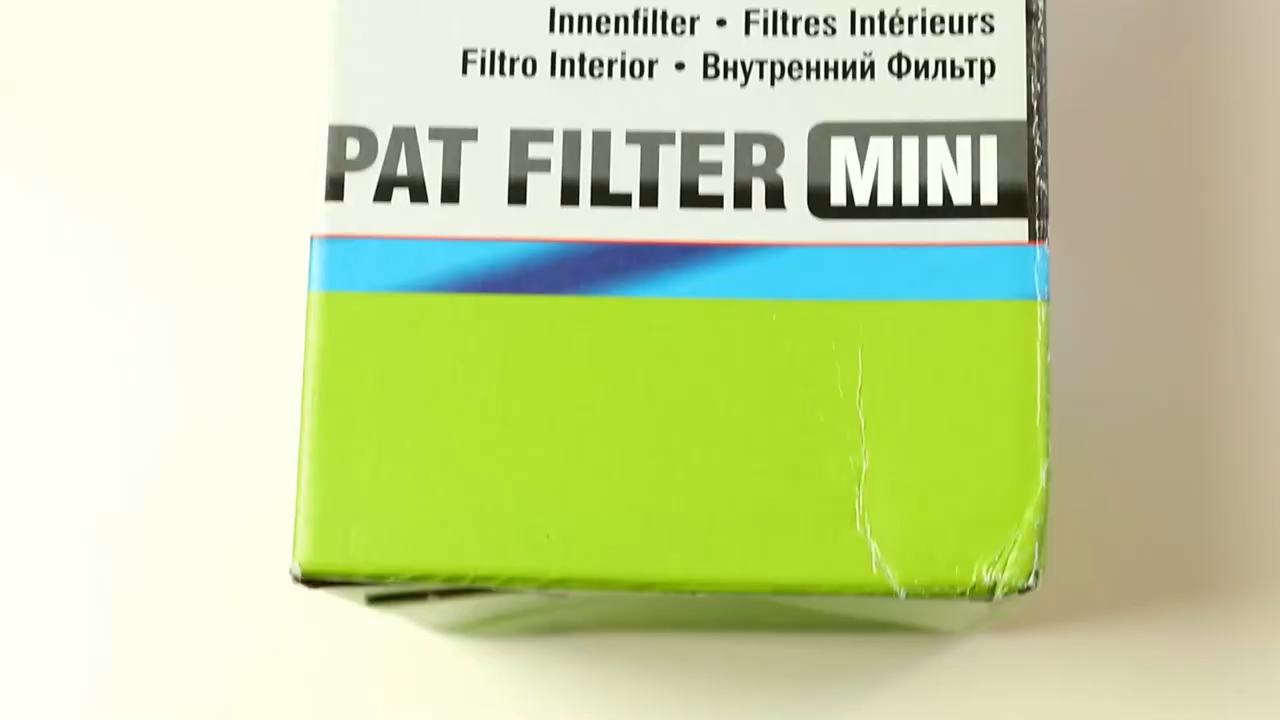 Innenfilter • Filtres Intérieurs
Filtro Interior • Внутренний Фильтр
PAT FILTER MINI